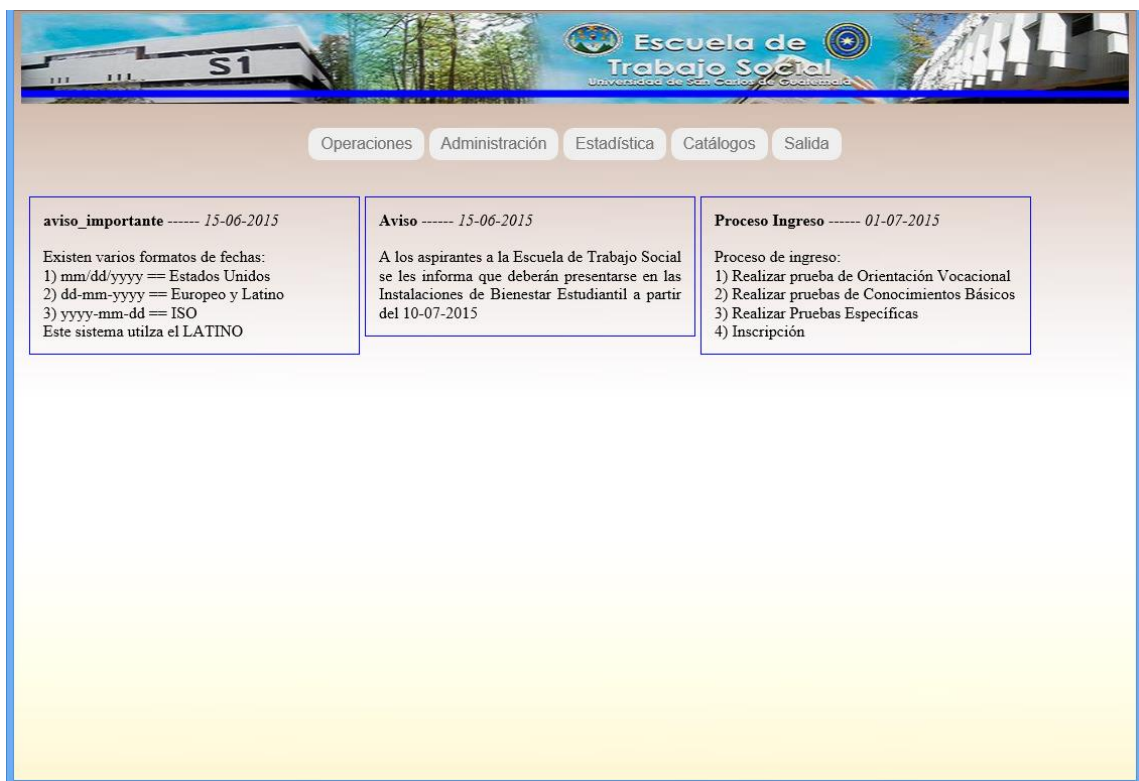 S1
Escuela de
Trabajo Social
Universidad de San Carlos de Guatemala
Operaciones Administración Estadística Catálogos Salida
aviso_importante ------ 15-06-2015
Existen varios formatos de fechas:
1) mm/dd/yyyy == Estados Unidos
2) dd-mm-yyyy == Europeo y Latino
3) yyyy-mm-dd == ISO
Este sistema utilza el LATINO
Aviso ------ 15-06-2015
A los aspirantes a la Escuela de Trabajo Social
se les informa que deberán presentarse en las
Instalaciones de Bienestar Estudiantil a partir
del 10-07-2015
Proceso Ingreso ------ 01-07-2015
Proceso de ingreso:
1) Realizar prueba de Orientación Vocacional
2) Realizar pruebas de Conocimientos Básicos
3) Realizar Pruebas Específicas
4) Inscripción